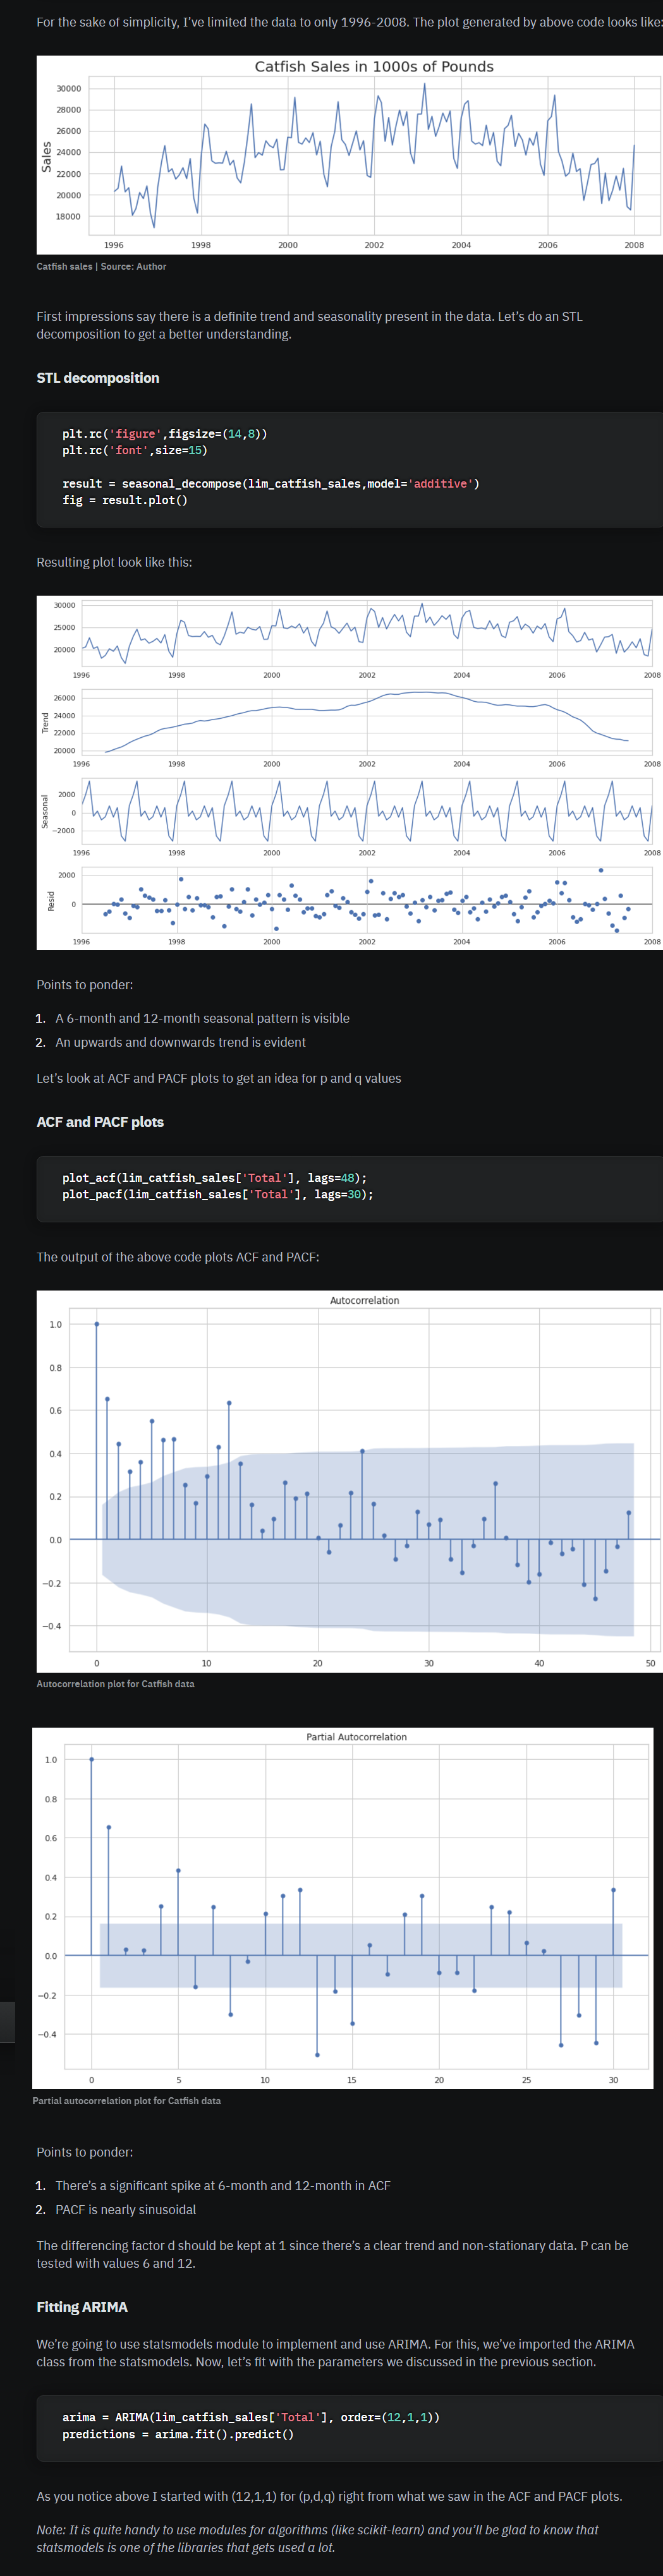 For the sake of simplicity, I’ve limited the data to only 1996-2008. The plot generated by above code looks like:
Catfish Sales in 1000s of Pounds
Sales
30000
28000
26000
24000
22000
20000
18000
1996 1998 2000 2002 2004 2006 2008
Catfish sales | Source: Author
First impressions say there is a definite trend and seasonality present in the data. Let’s do an STL
decomposition to get a better understanding.
STL decomposition
plt.rc('figure',figsize=(14,8))
plt.rc('font',size=15)
result = seasonal_decompose(lim_catfish_sales,model='additive')
fig = result.plot()
Resulting plot look like this:
30000
25000
20000
1996 1998 2000 2002 2004 2006 2008
Trend
26000
24000
22000
20000
1996 1998 2000 2002 2004 2006 2008
Seasonal
2000
0
−2000
1996 1998 2000 2002 2004 2006 2008
Resid
2000
0
1996 1998 2000 2002 2004 2006 2008
Points to ponder:
1. A 6-month and 12-month seasonal pattern is visible
2. An upwards and downwards trend is evident
Let’s look at ACF and PACF plots to get an idea for p and q values
ACF and PACF plots
plot_acf(lim_catfish_sales['Total'], lags=48);
plot_pacf(lim_catfish_sales['Total'], lags=30);
The output of the above code plots ACF and PACF:
Autocorrelation
1.0
0.8
0.6
0.4
0.2
0.0
−0.2
−0.4
0 10 20 30 40 50
Autocorrelation plot for Catfish data
Partial Autocorrelation
1.0
0.8
0.6
0.4
0.2
0.0
−0.2
−0.4
0 5 10 15 20 25 30
Partial autocorrelation plot for Catfish data
Points to ponder:
1. There’s a significant spike at 6-month and 12-month in ACF
2. PACF is nearly sinusoidal
The differencing factor d should be kept at 1 since there’s a clear trend and non-stationary data. P can be
tested with values 6 and 12.
Fitting ARIMA
We’re going to use statsmodels module to implement and use ARIMA. For this, we’ve imported the ARIMA
class from the statsmodels. Now, let’s fit with the parameters we discussed in the previous section.
arima = ARIMA(lim_catfish_sales['Total'], order=(12,1,1))
predictions = arima.fit().predict()
As you notice above I started with (12,1,1) for (p,d,q) right from what we saw in the ACF and PACF plots.
Note: It is quite handy to use modules for algorithms (like scikit-learn) and you’ll be glad to know that
statsmodels is one of the libraries that gets used a lot.